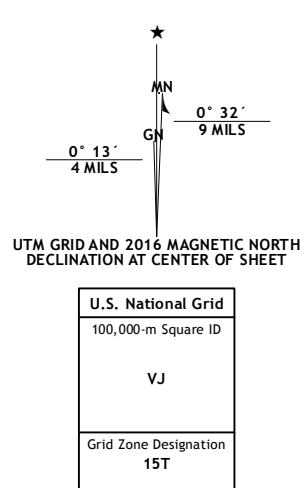 ★
MN
0° 32´
9 MILS
GN
0° 13´
4 MILS
UTM GRID AND 2016 MAGNETIC NORTH
DECLINATION AT CENTER OF SHEET
U.S. National Grid
100,000-m Square ID
VJ
Grid Zone Designation
15T